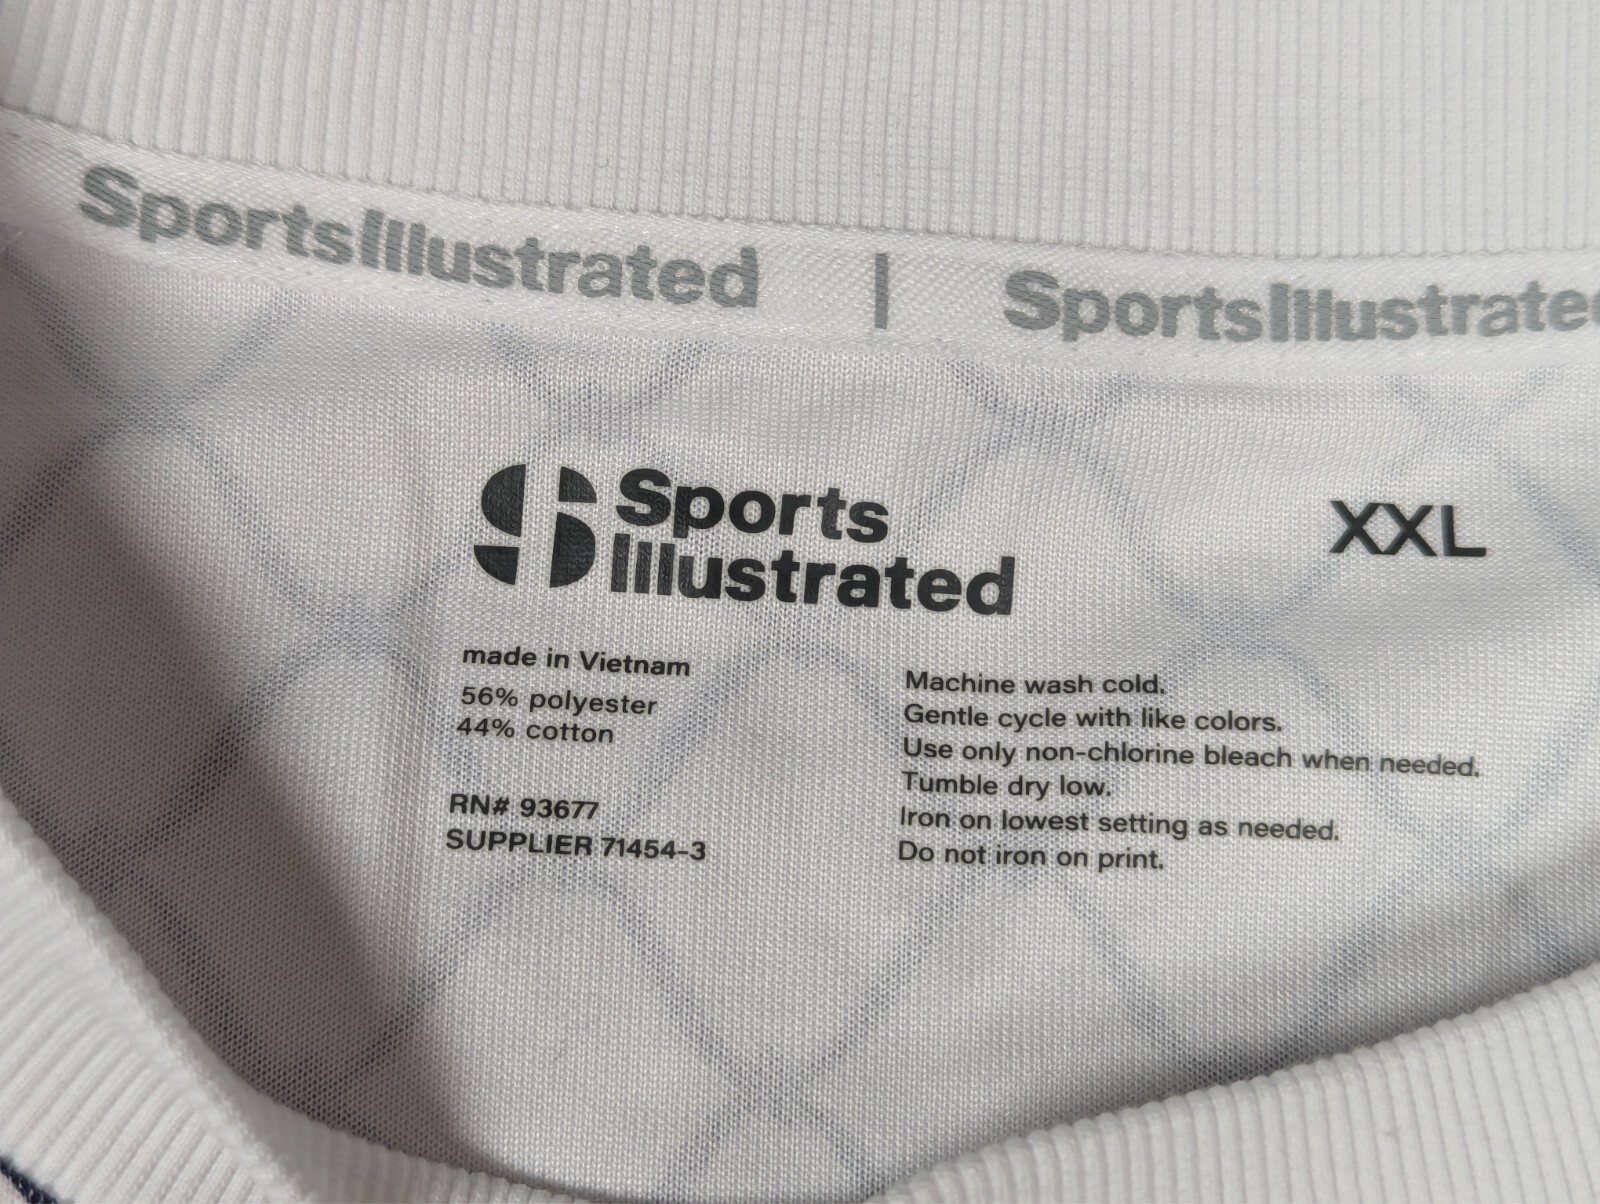 SportsIllustrated | SportsIllustrated
Sports
Illustrated
XXL
made in Vietnam
56% polyester
44% cotton
RN# 93677
SUPPLIER 71454-3
Machine wash cold.
Gentle cycle with like colors.
Use only non-chlorine bleach when needed.
Tumble dry low.
Iron on lowest setting as needed.
Do not iron on print.